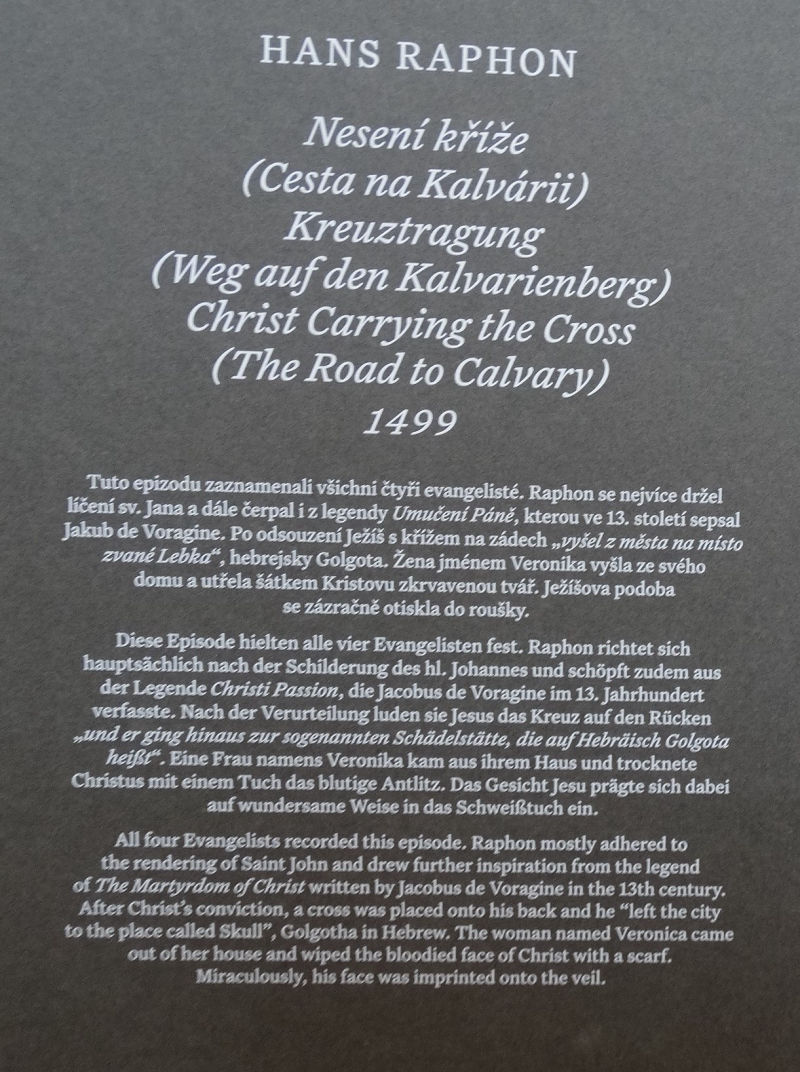 HANS RAPHON
Nesení kříže
(Cesta na Kalvárii)
Kreuztragung
(Weg auf den Kalvarienberg)
Christ Carrying the Cross
(The Road to Calvary)
1499
Tuto epizodu zaznamenali všichni čtyři evangelisté. Raphon se nejvíce držel
líčení sv. Jana a dále čerpal i z legendy Umučení Páně, kterou ve 13. století sepsal
Jakub de Voragine. Po odsouzení Ježíš s křížem na zádech „vyšel z města na místo
zvané Lebka“, hebrejsky Golgota. Žena jménem Veronika vyšla ze svého
domu a utřela šátkem Kristovu zkrvavenou tvář. Ježíšova podoba
se zázračně otiskla do roušky.
Diese Episode hielten alle vier Evangelisten fest. Raphon richtet sich
hauptsächlich nach der Schilderung des hl. Johannes und schöpft zudem aus
der Legende Christi Passion, die Jacobus de Voragine im 13. Jahrhundert
verfasste. Nach der Verurteilung luden sie Jesus das Kreuz auf den Rücken
„und er ging hinaus zur sogenannten Schädelstätte, die auf Hebräisch Golgota
heißt“. Eine Frau namens Veronika kam aus ihrem Haus und trocknete
Christus mit einem Tuch das blutige Antlitz. Das Gesicht Jesu prägte sich dabei
auf wundersame Weise in das Schweißtuch ein.
All four Evangelists recorded this episode. Raphon mostly adhered to
the rendering of Saint John and drew further inspiration from the legend
of The Martyrdom of Christ written by Jacobus de Voragine in the 13th century.
After Christ’s conviction, a cross was placed onto his back and he “left the city
to the place called Skull”, Golgotha in Hebrew. The woman named Veronica came
out of her house and wiped the bloodied face of Christ with a scarf.
Miraculously, his face was imprinted onto the veil.